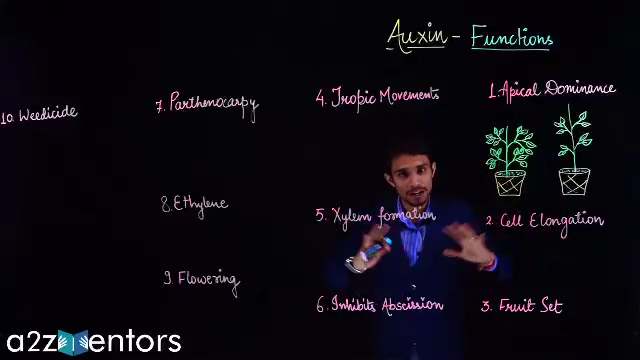 Auxin - Functions
1. Apical Dominance
2. Cell Elongation
3. Fruit Set
4. Tropic Movements
5. Xylem formation
6. Inhibits Abscission
7. Parthenocarpy
8. Ethylene
9. Flowering
10. Weedicide
a2zmentors